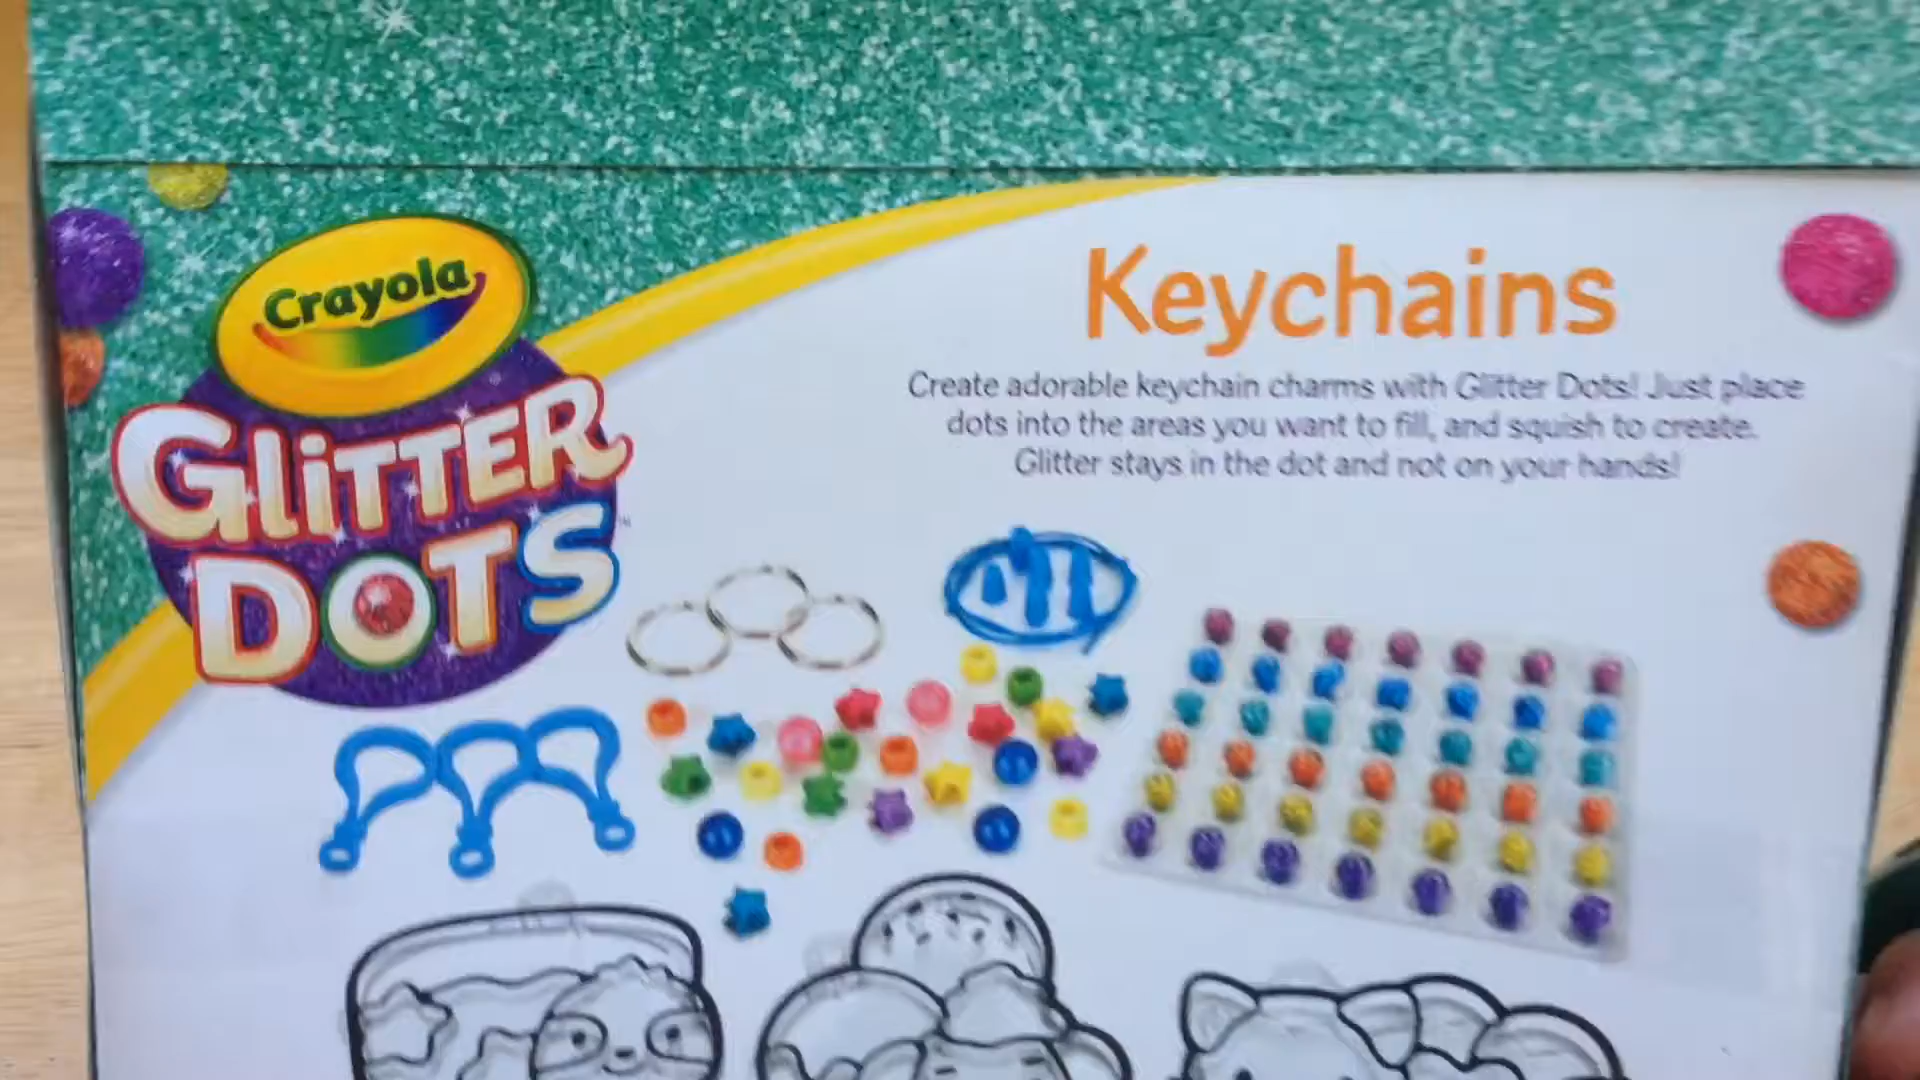 Crayola
GLITTER
DOTS™
Keychains
Create adorable keychain charms with Glitter Dots! Just place
dots into the areas you want to fill, and squish to create.
Glitter stays in the dot and not on your hands!